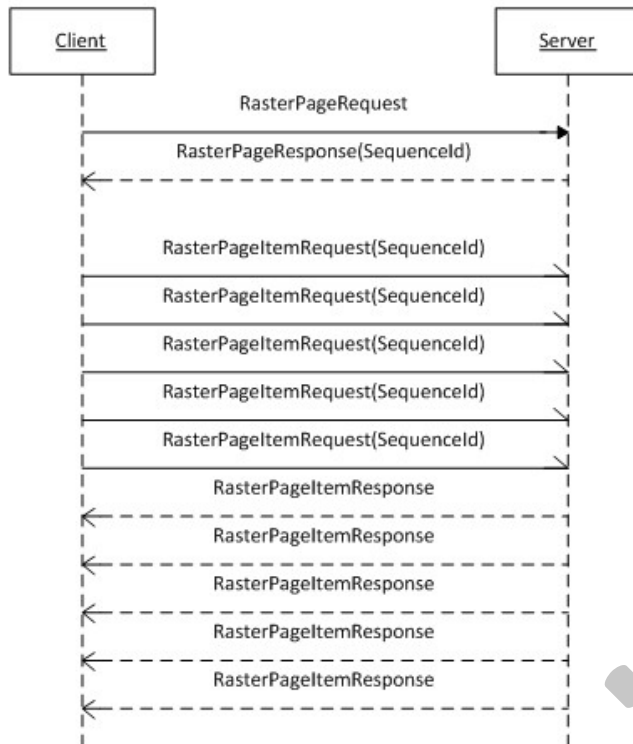 Client
Server
RasterPageRequest
RasterPageResponse(SequenceId)
RasterPageItemRequest(SequenceId)
RasterPageItemRequest(SequenceId)
RasterPageItemRequest(SequenceId)
RasterPageItemRequest(SequenceId)
RasterPageItemRequest(SequenceId)
RasterPageItemResponse
RasterPageItemResponse
RasterPageItemResponse
RasterPageItemResponse
RasterPageItemResponse